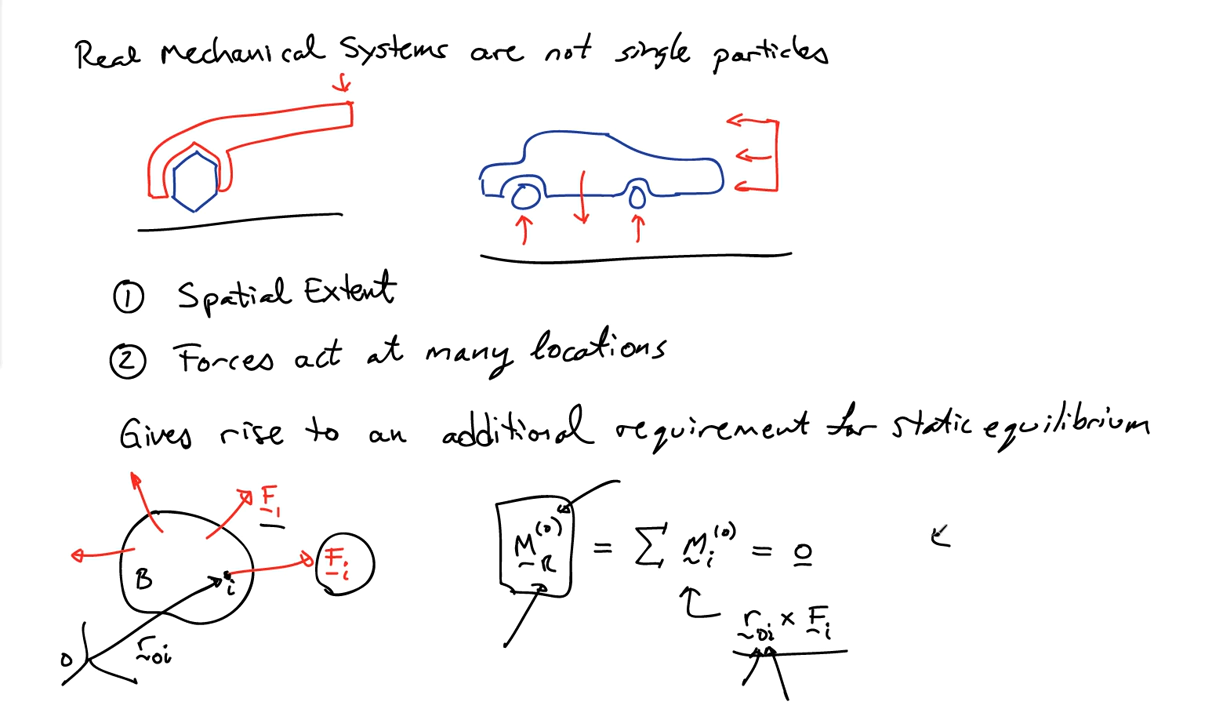 Real Mechanical Systems are not single particles
① Spatial Extent
② Forces act at many locations
Gives rise to an additional requirement for static equilibrium
F₁
Fᵢ
B
i
O
r₀ᵢ
M_R^(o) = Σ Mᵢ^(o) = 0
r₀ᵢ × Fᵢ